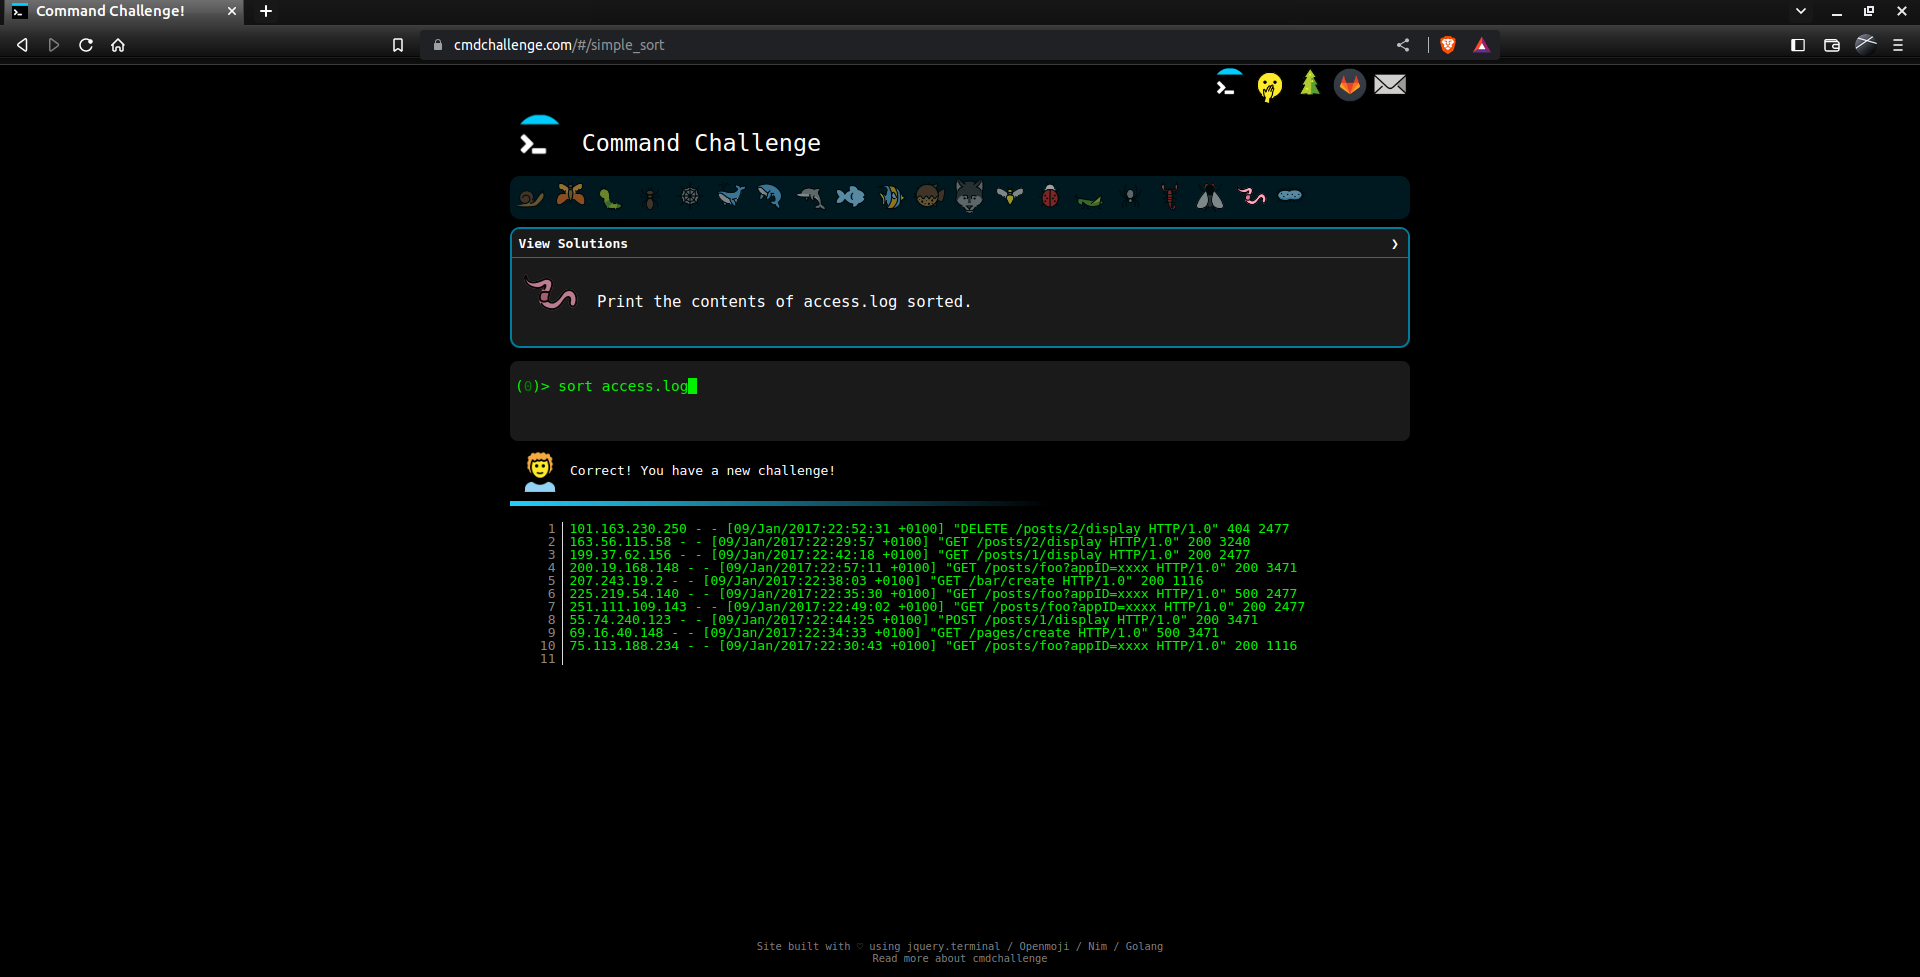 Command Challenge!
cmdchallenge.com/#/simple_sort
Command Challenge
View Solutions
Print the contents of access.log sorted.
(0)> sort access.log
Correct! You have a new challenge!
1 101.163.230.250 - - [09/Jan/2017:22:52:31 +0100] "DELETE /posts/2/display HTTP/1.0" 404 2477
2 163.56.115.58 - - [09/Jan/2017:22:29:57 +0100] "GET /posts/2/display HTTP/1.0" 200 3240
3 199.37.62.156 - - [09/Jan/2017:22:42:18 +0100] "GET /posts/1/display HTTP/1.0" 200 2477
4 200.19.168.148 - - [09/Jan/2017:22:57:11 +0100] "GET /posts/foo?appID=xxxx HTTP/1.0" 200 3471
5 207.243.19.2 - - [09/Jan/2017:22:38:03 +0100] "GET /bar/create HTTP/1.0" 200 1116
6 225.219.54.140 - - [09/Jan/2017:22:35:30 +0100] "GET /posts/foo?appID=xxxx HTTP/1.0" 500 2477
7 251.111.109.143 - - [09/Jan/2017:22:49:02 +0100] "GET /posts/foo?appID=xxxx HTTP/1.0" 200 2477
8 55.74.240.123 - - [09/Jan/2017:22:44:25 +0100] "POST /posts/1/display HTTP/1.0" 200 3471
9 69.16.40.148 - - [09/Jan/2017:22:34:33 +0100] "GET /pages/create HTTP/1.0" 500 3471
10 75.113.188.234 - - [09/Jan/2017:22:30:43 +0100] "GET /posts/foo?appID=xxxx HTTP/1.0" 200 1116
11
Site built with ♡ using jquery.terminal / Openmoji / Nim / Golang
Read more about cmdchallenge